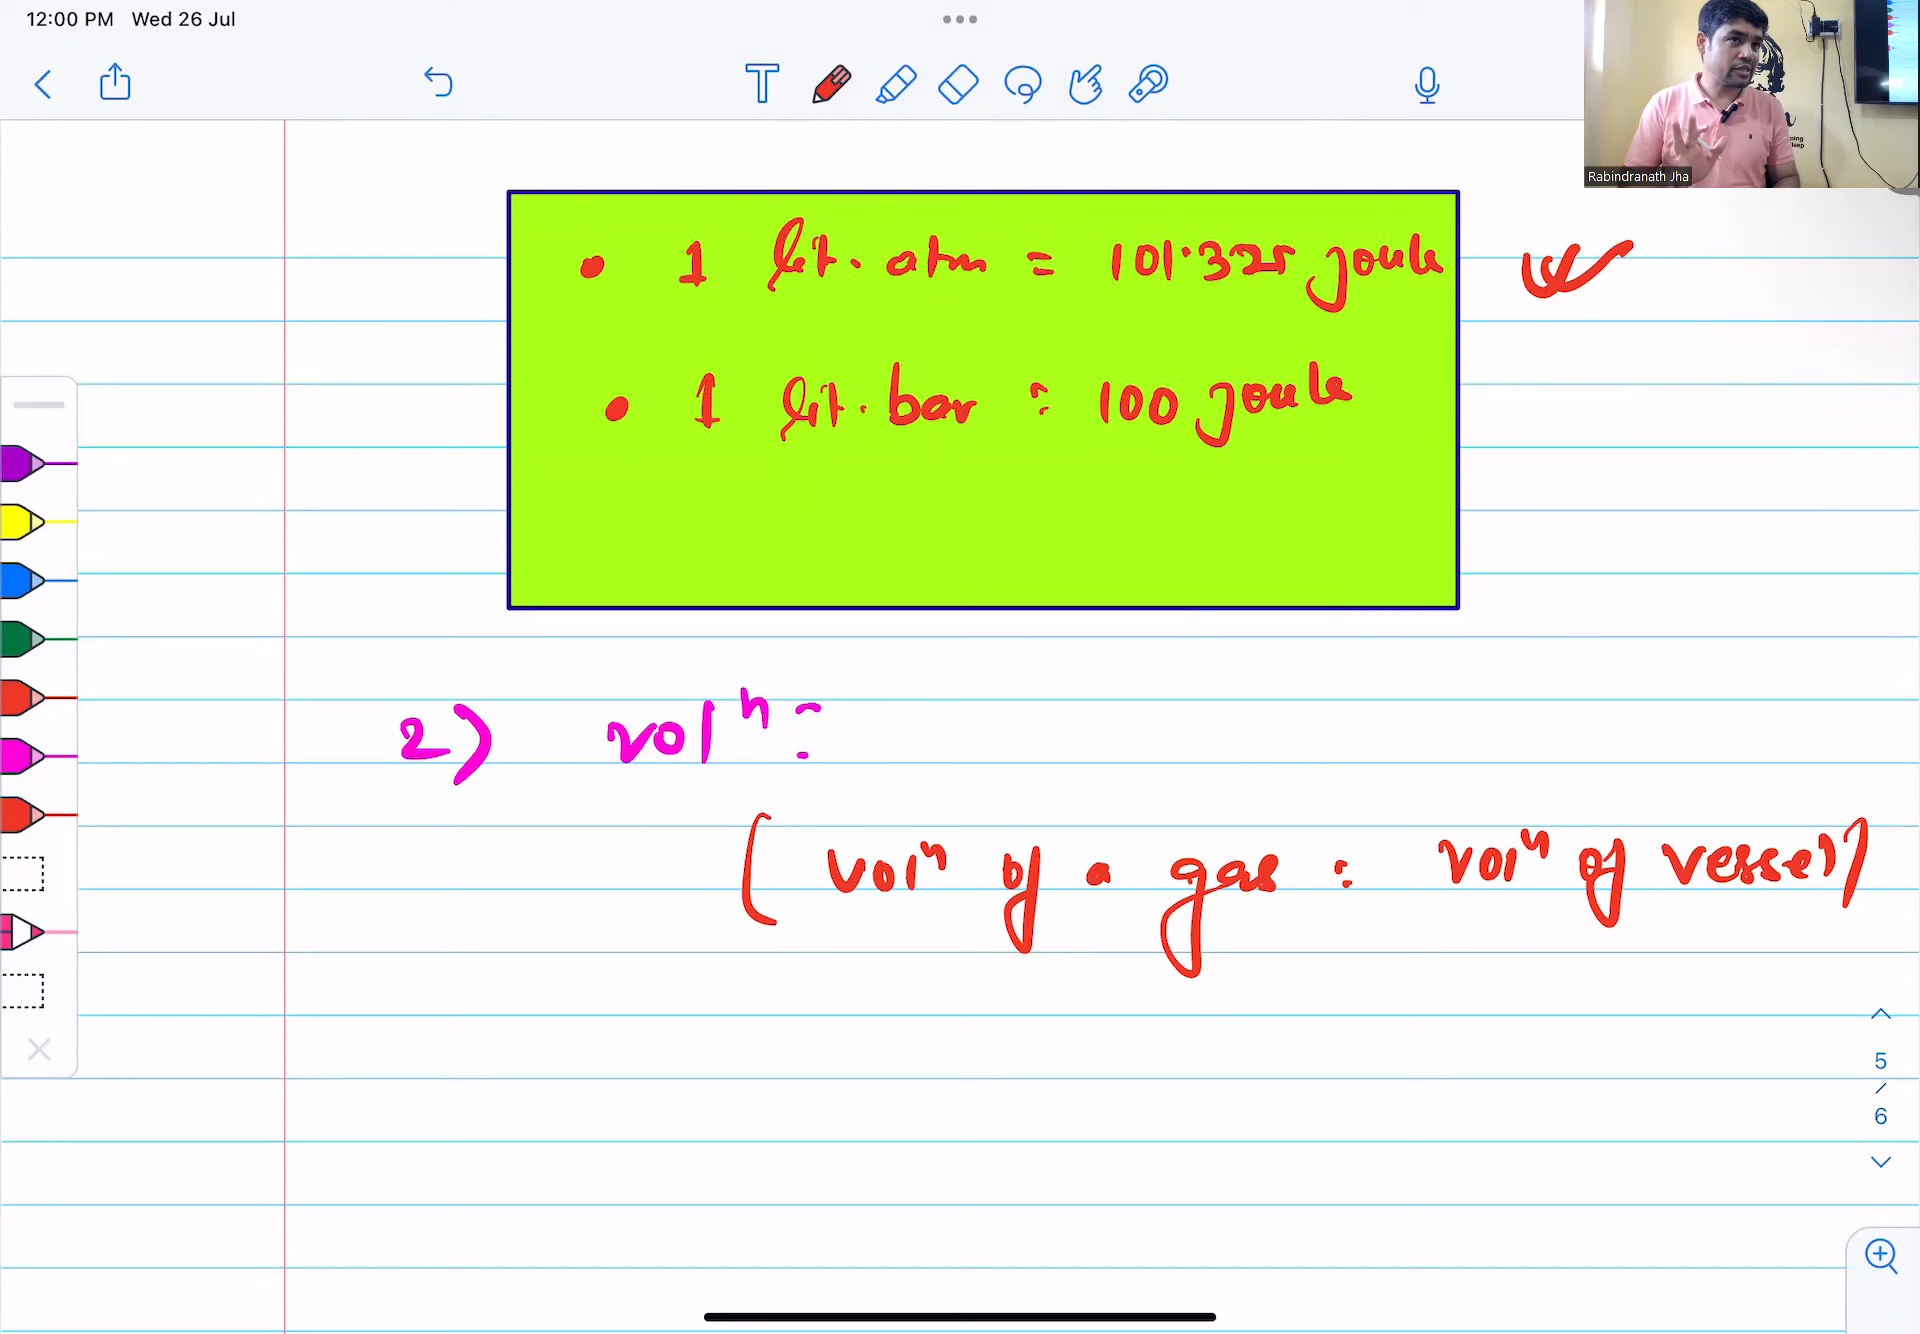 12:00 PM Wed 26 Jul
Rabindranath Jha
• 1 lit. atm = 101.325 joule
• 1 lit. bar = 100 joule
2) volⁿ :
( volⁿ of a gas = volⁿ of vessel)
5
/
6